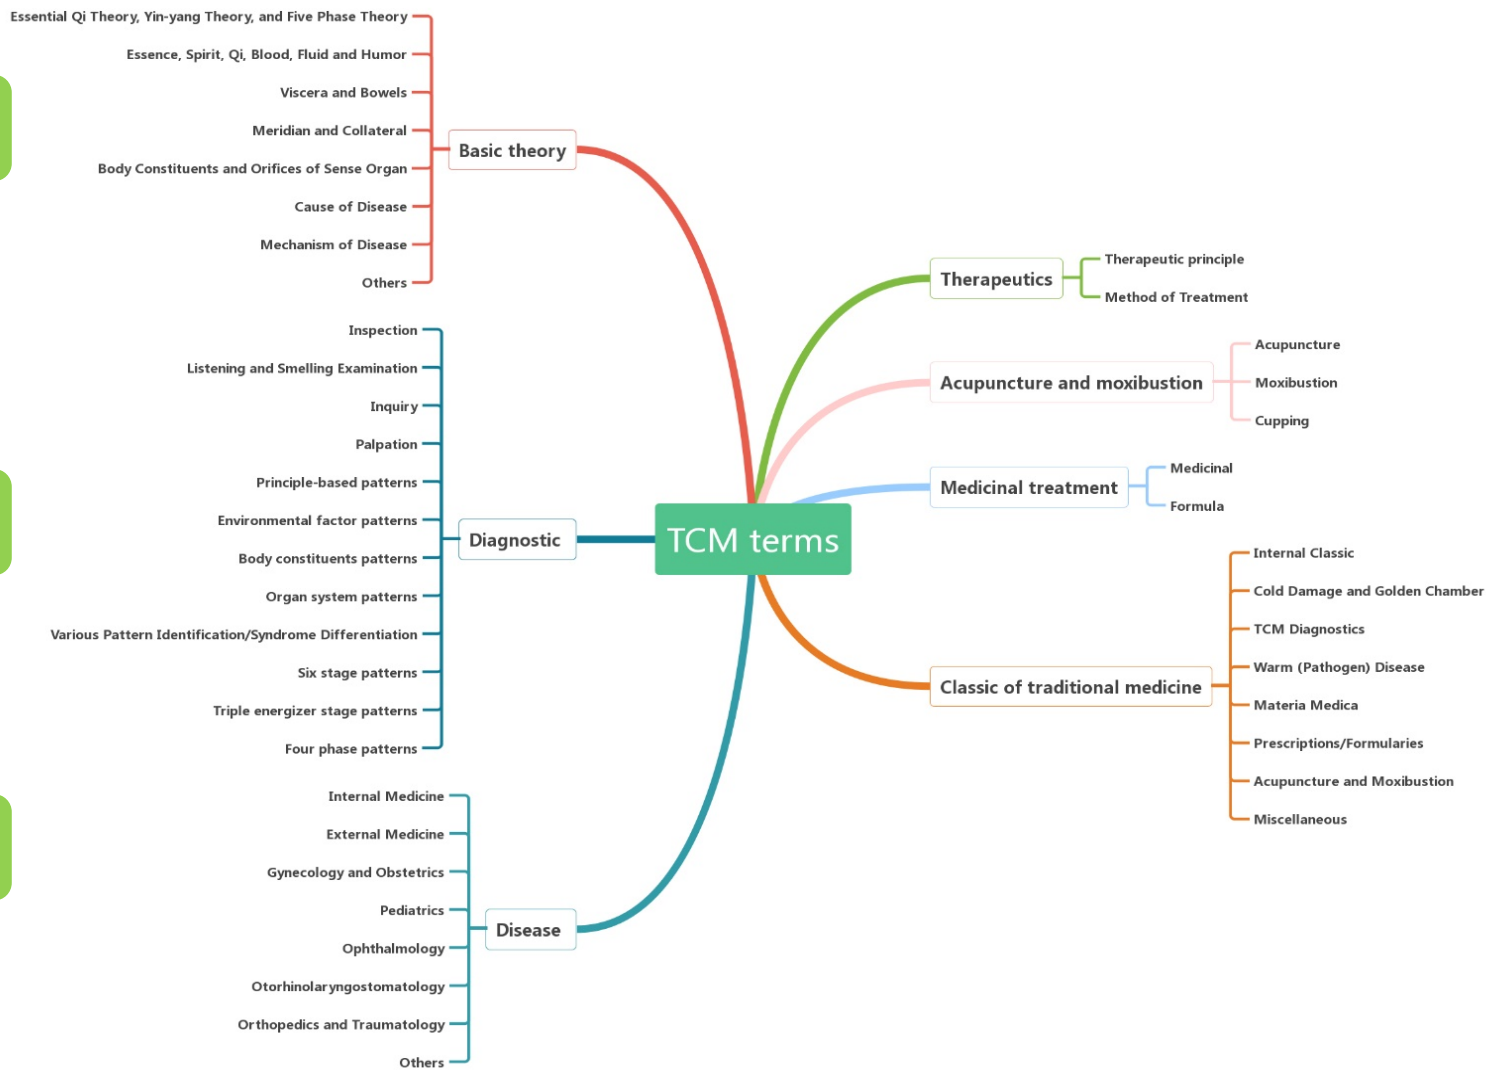 Essential Qi Theory, Yin-yang Theory, and Five Phase Theory
Essence, Spirit, Qi, Blood, Fluid and Humor
Viscera and Bowels
Meridian and Collateral
Body Constituents and Orifices of Sense Organ
Cause of Disease
Mechanism of Disease
Others
Basic theory
Inspection
Listening and Smelling Examination
Inquiry
Palpation
Principle-based patterns
Environmental factor patterns
Body constituents patterns
Organ system patterns
Various Pattern Identification/Syndrome Differentiation
Six stage patterns
Triple energizer stage patterns
Four phase patterns
Diagnostic
Internal Medicine
External Medicine
Gynecology and Obstetrics
Pediatrics
Ophthalmology
Otorhinolaryngostomatology
Orthopedics and Traumatology
Others
Disease
TCM terms
Therapeutics
Therapeutic principle
Method of Treatment
Acupuncture and moxibustion
Acupuncture
Moxibustion
Cupping
Medicinal treatment
Medicinal
Formula
Classic of traditional medicine
Internal Classic
Cold Damage and Golden Chamber
TCM Diagnostics
Warm (Pathogen) Disease
Materia Medica
Prescriptions/Formularies
Acupuncture and Moxibustion
Miscellaneous